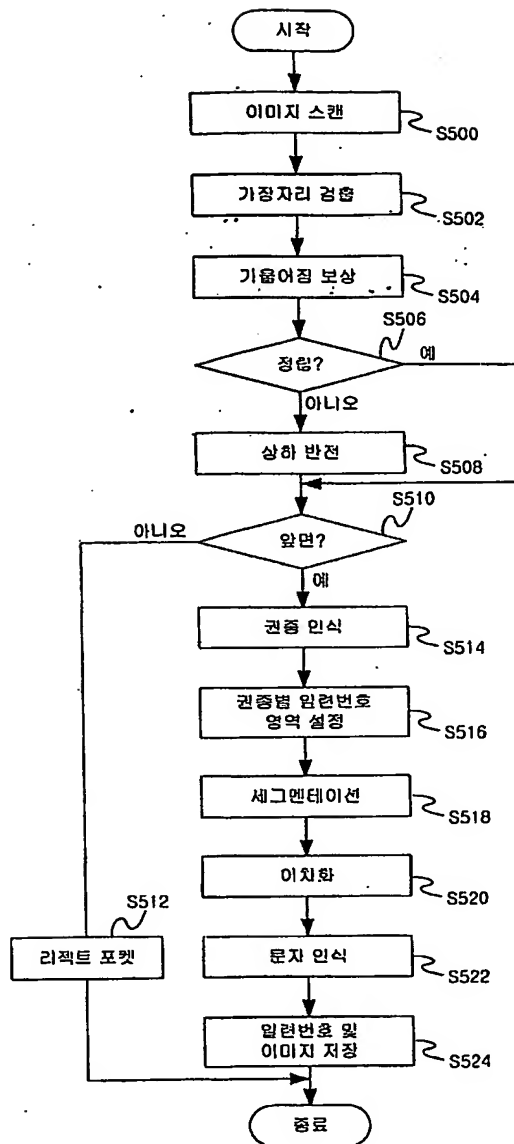 시작
이미지 스캔
S500
가장자리 검출
S502
기울어짐 보상
S504
S506
정립?
예
아니오
상하 반전
S508
S510
아니오
앞면?
예
권종 인식
S514
권종별 일련번호
영역 설정
S516
세그멘테이션
S518
이치화
S520
S512
리젝트 포켓
문자 인식
S522
일련번호 및
이미지 저장
S524
종료